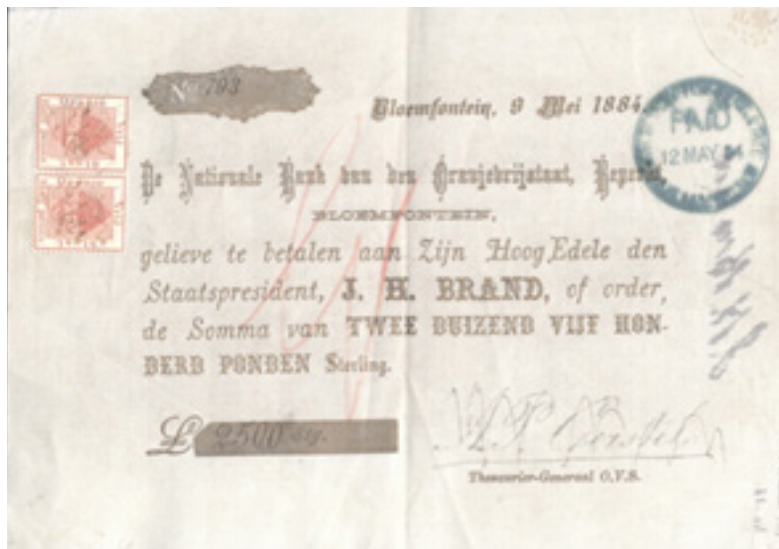 No. 793
Bloemfontein, 9 Mei 1884.
De Nationale Bank van den Oranjevrijstaat, Beperkt,
BLOEMFONTEIN,
gelieve te betalen aan Zijn HoogEdele den
Staatspresident, J. H. BRAND, of order,
de Somma van TWEE DUIZEND VIJF HON-
DERD PONDEN Sterling.
£ 2500 stg.
Thesaurier-Generaal O.V.S.
PAID
12 MAY 84